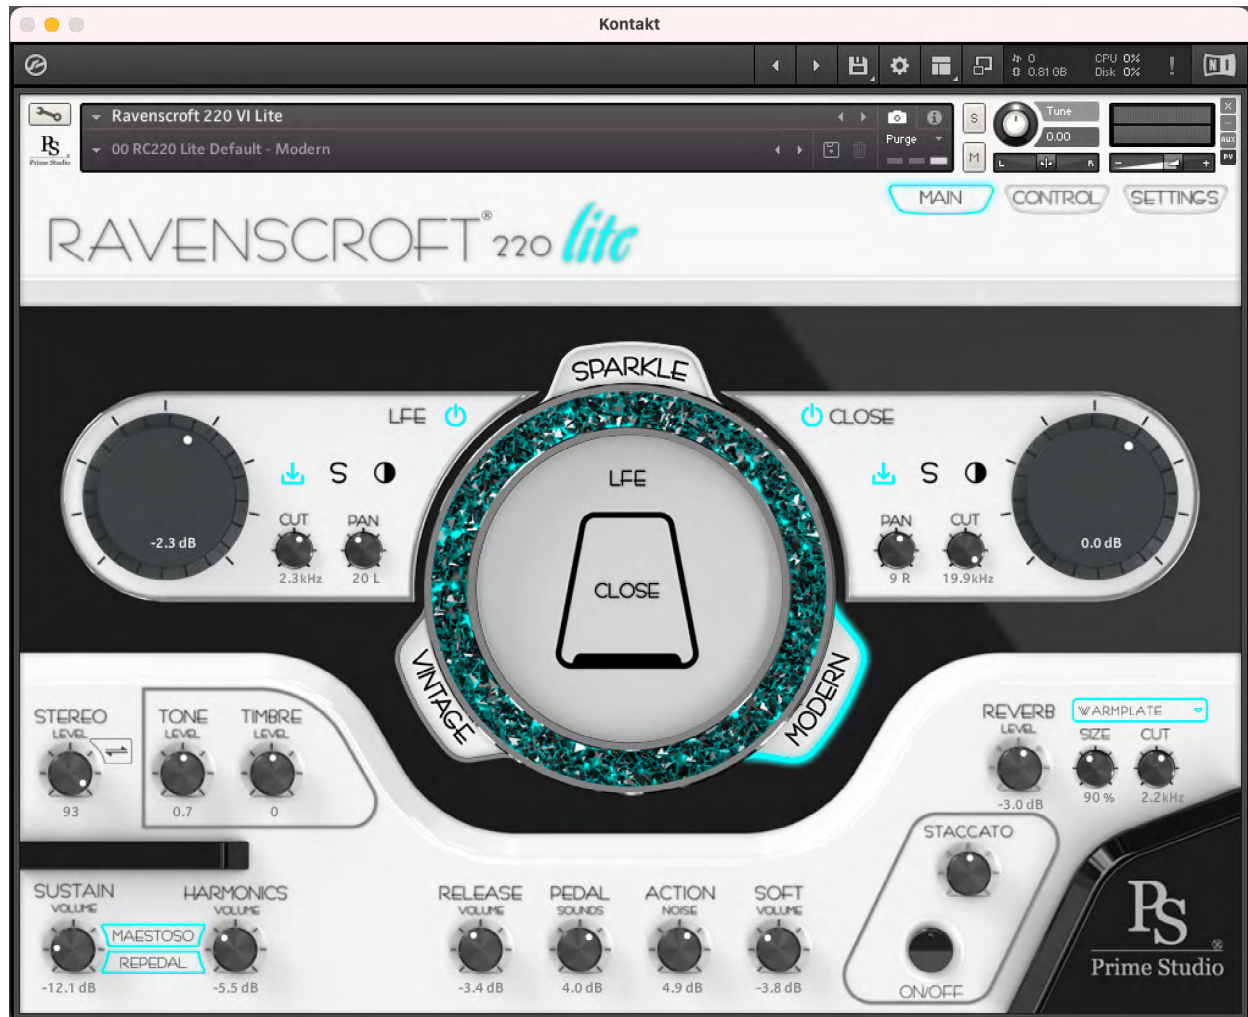 Kontakt
0
0.81 GB
CPU 0%
Disk 0%
!
NI
Ravenscroft 220 VI Lite
Purge
S
Tune
0.00
X
AUX
PV
PS
Prime Studio
00 RC220 Lite Default - Modern
M
L
R
-
+
MAIN
CONTROL
SETTINGS
RAVENSCROFT® 220 lite
SPARKLE
LFE
CLOSE
S
S
LFE
CLOSE
-2.3 dB
CUT
PAN
2.3kHz
20 L
PAN
CUT
9 R
19.9kHz
0.0 dB
VINTAGE
MODERN
STEREO
LEVEL
93
TONE
LEVEL
0.7
TIMBRE
LEVEL
0
REVERB
LEVEL
-3.0 dB
WARMPLATE
SIZE
90 %
CUT
2.2kHz
STACCATO
ON/OFF
SUSTAIN
VOLUME
-12.1 dB
MAESTOSO
REPEDAL
HARMONICS
VOLUME
-5.5 dB
RELEASE
VOLUME
-3.4 dB
PEDAL
SOUNDS
4.0 dB
ACTION
NOISE
4.9 dB
SOFT
VOLUME
-3.8 dB
PS®
Prime Studio